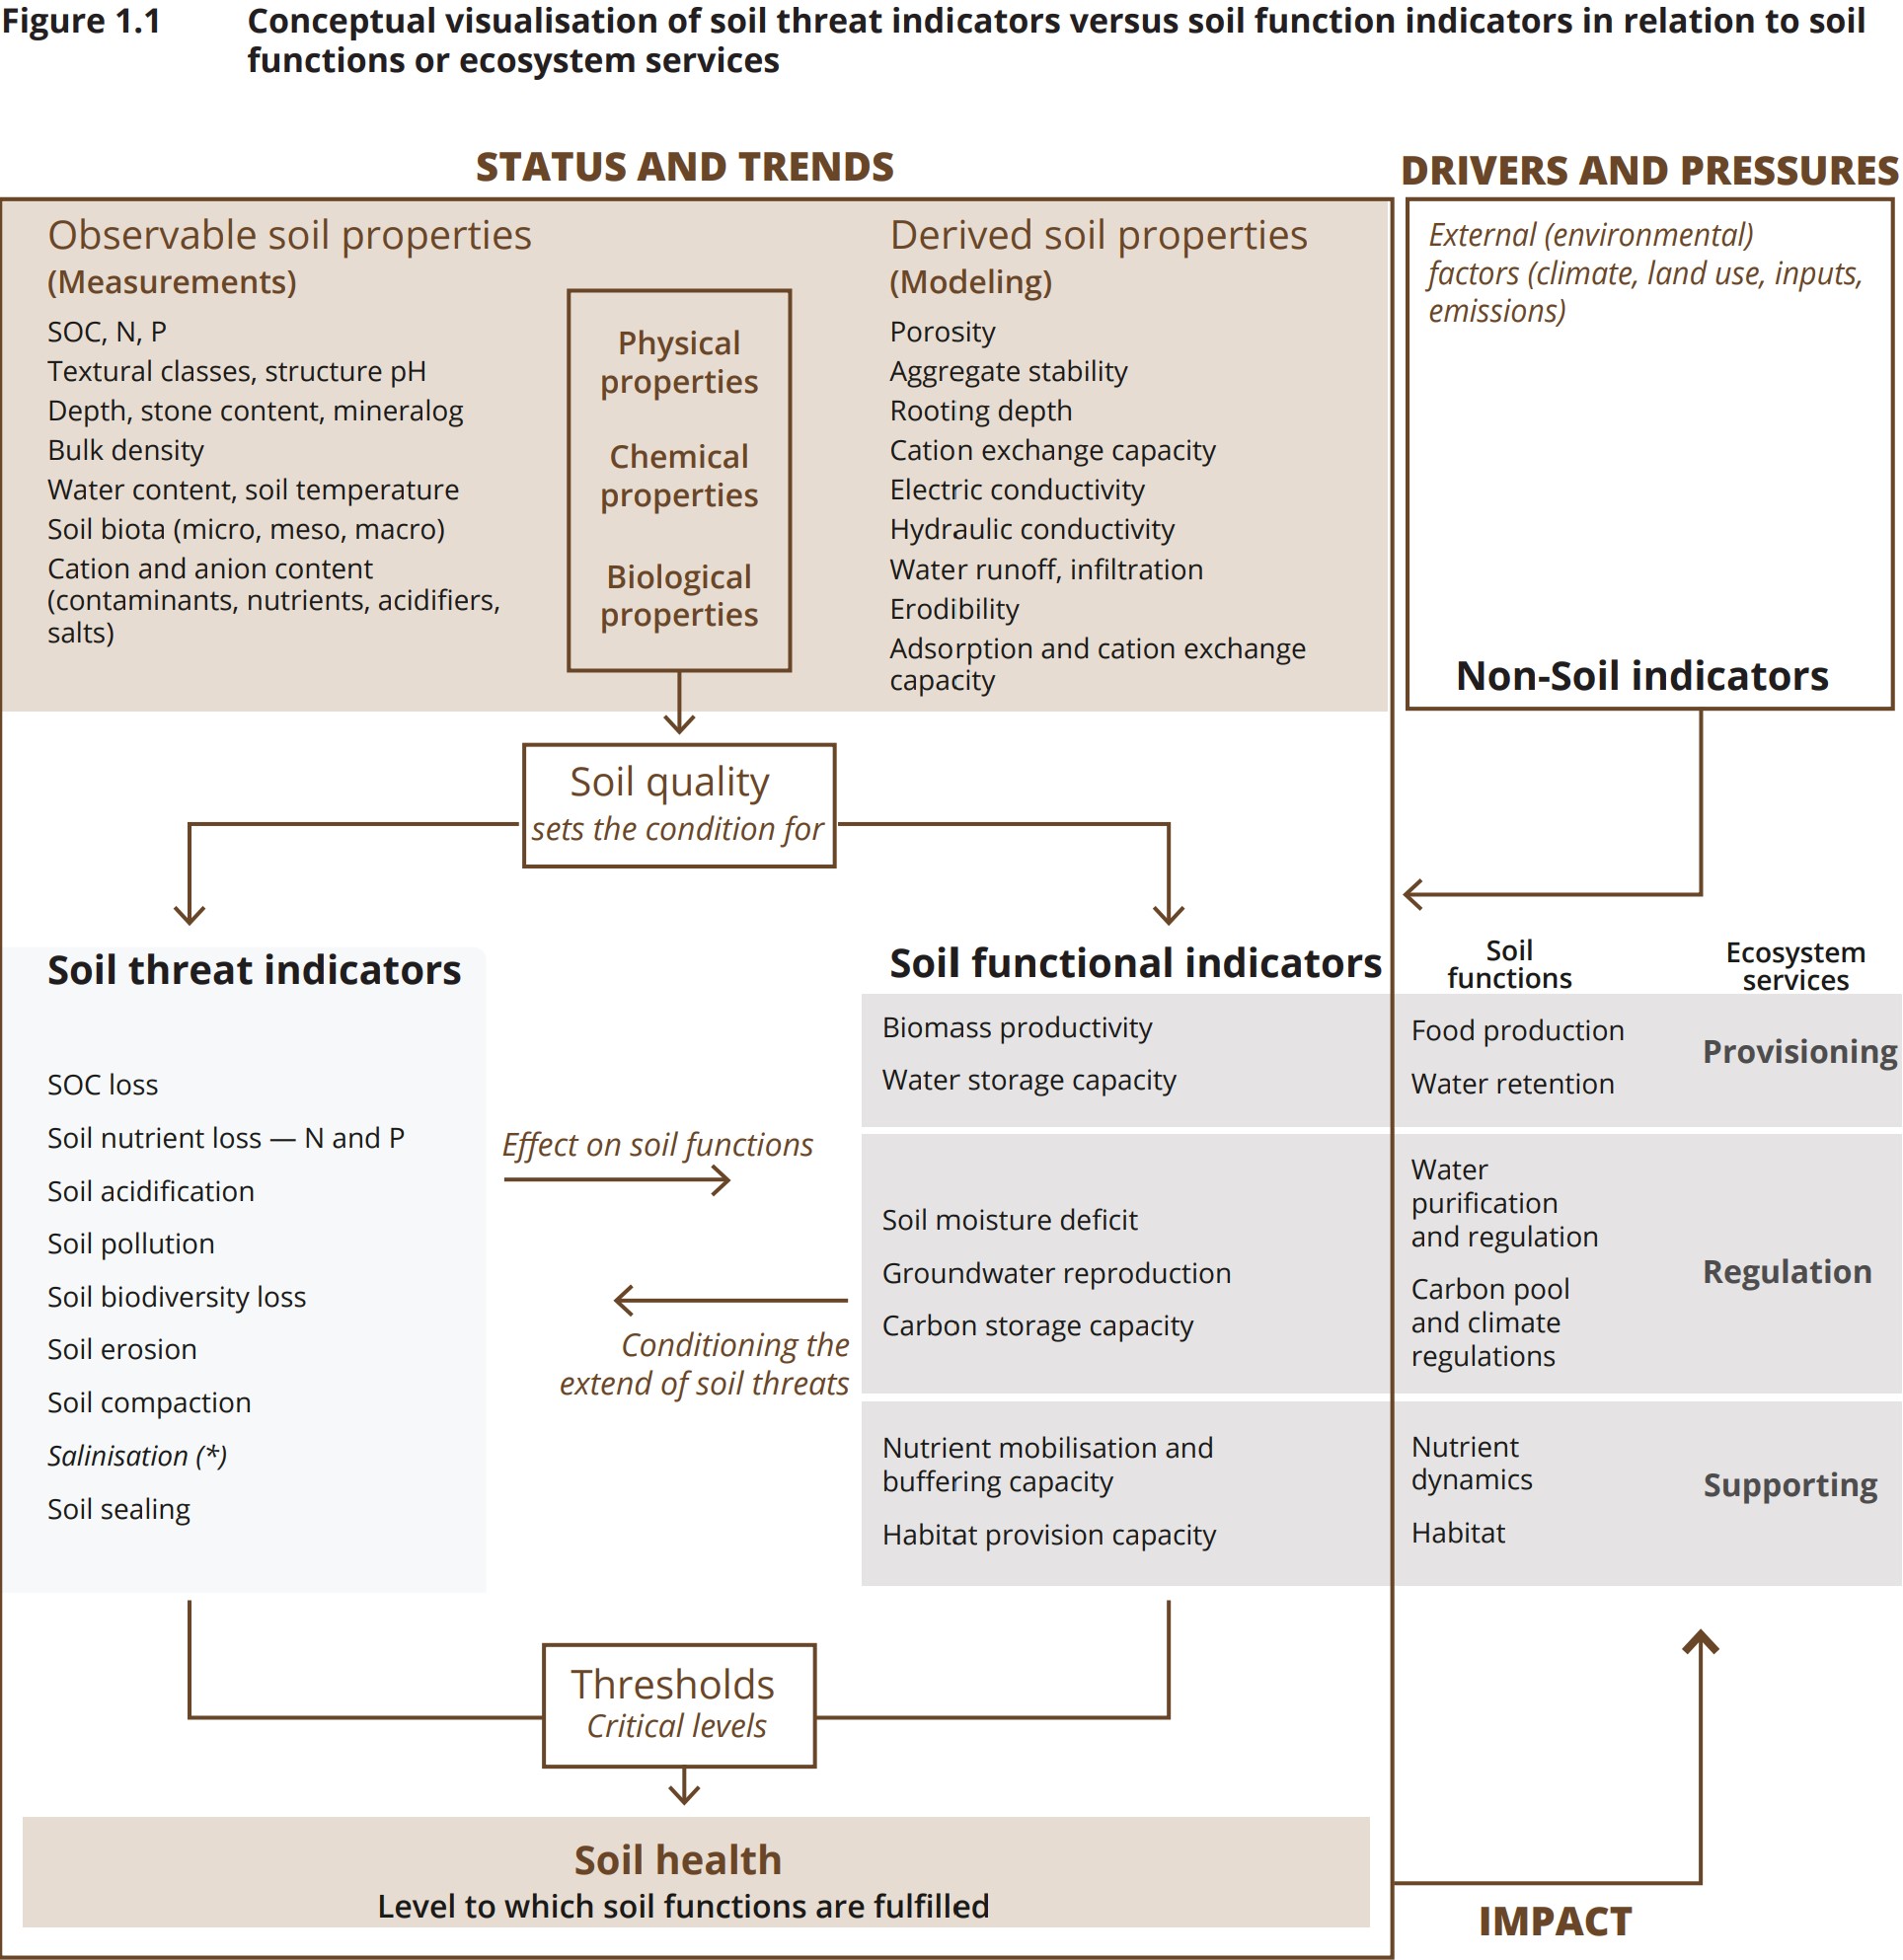 Figure 1.1
Conceptual visualisation of soil threat indicators versus soil function indicators in relation to soil
functions or ecosystem services
STATUS AND TRENDS
DRIVERS AND PRESSURES
Observable soil properties
(Measurements)
SOC, N, P
Textural classes, structure pH
Depth, stone content, mineralog
Bulk density
Water content, soil temperature
Soil biota (micro, meso, macro)
Cation and anion content
(contaminants, nutrients, acidifiers,
salts)
Physical
properties
Chemical
properties
Biological
properties
Derived soil properties
(Modeling)
Porosity
Aggregate stability
Rooting depth
Cation exchange capacity
Electric conductivity
Hydraulic conductivity
Water runoff, infiltration
Erodibility
Adsorption and cation exchange
capacity
External (environmental)
factors (climate, land use, inputs,
emissions)
Non-Soil indicators
Soil quality
sets the condition for
Soil threat indicators
SOC loss
Soil nutrient loss — N and P
Soil acidification
Soil pollution
Soil biodiversity loss
Soil erosion
Soil compaction
Salinisation (*)
Soil sealing
Effect on soil functions
Conditioning the
extend of soil threats
Soil functional indicators
Biomass productivity
Water storage capacity
Soil moisture deficit
Groundwater reproduction
Carbon storage capacity
Nutrient mobilisation and
buffering capacity
Habitat provision capacity
Soil
functions
Food production
Water retention
Water
purification
and regulation
Carbon pool
and climate
regulations
Nutrient
dynamics
Habitat
Ecosystem
services
Provisioning
Regulation
Supporting
Thresholds
Critical levels
Soil health
Level to which soil functions are fulfilled
IMPACT